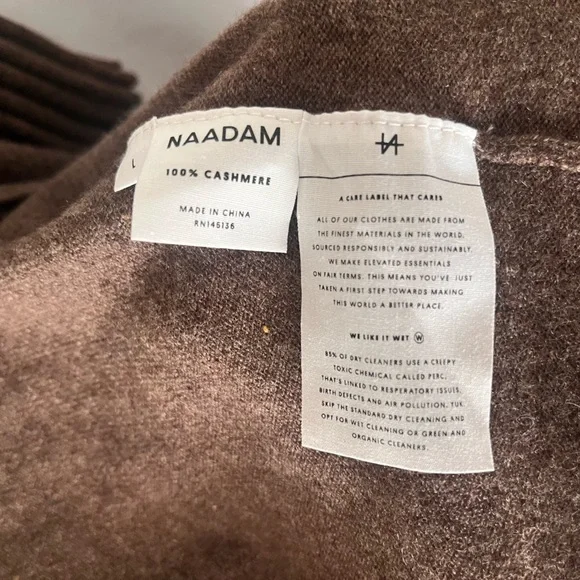 L
NAADAM
100% CASHMERE
MADE IN CHINA
RN145136
A CARE LABEL THAT CARES
ALL OF OUR CLOTHES ARE MADE FROM
THE FINEST MATERIALS IN THE WORLD,
SOURCED RESPONSIBLY AND SUSTAINABLY.
WE MAKE ELEVATED ESSENTIALS
ON FAIR TERMS. THIS MEANS YOU'VE JUST
TAKEN A FIRST STEP TOWARDS MAKING
THIS WORLD A BETTER PLACE.
WE LIKE IT WET W
85% OF DRY CLEANERS USE A CREEPY
TOXIC CHEMICAL CALLED PERC,
THAT'S LINKED TO RESPERATORY ISSUES,
BIRTH DEFECTS AND AIR POLLUTION, YUK.
SKIP THE STANDARD DRY CLEANING AND
OPT FOR WET CLEANING OR GREEN AND
ORGANIC CLEANERS.